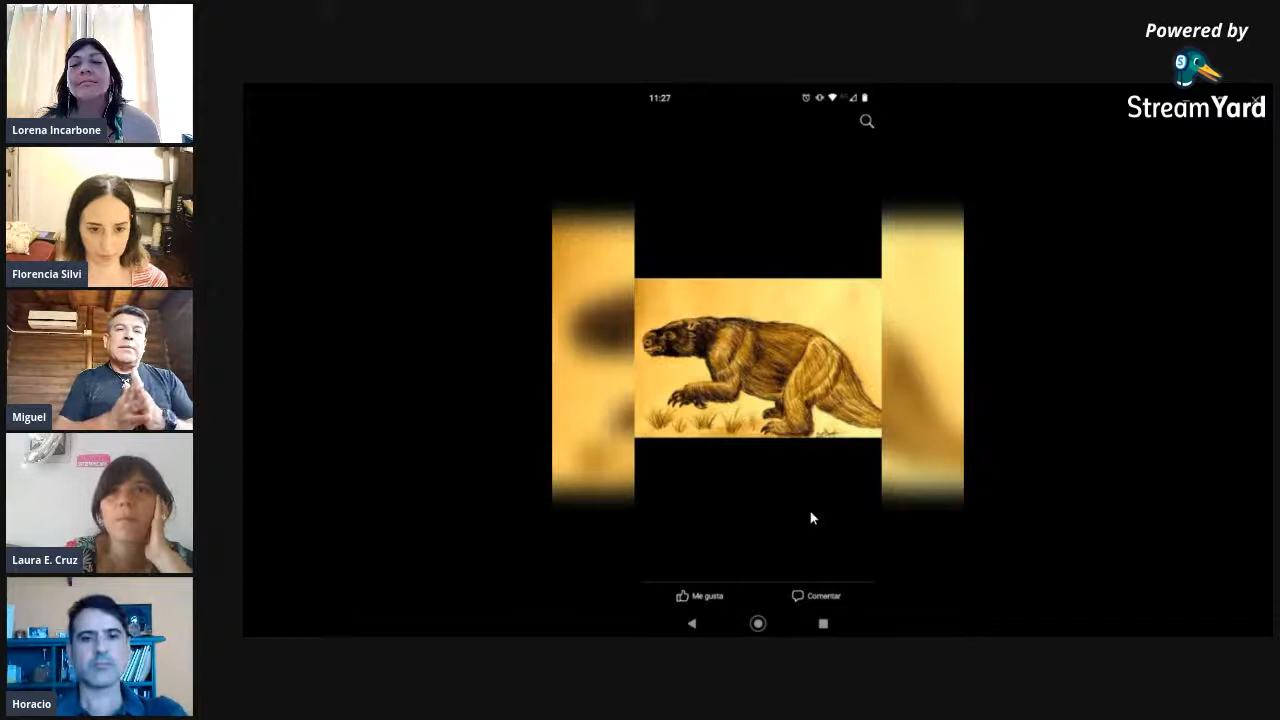 Powered by
StreamYard
Lorena Incarbone
Florencia Silvi
Miguel
Laura E. Cruz
Horacio
11:27
Me gusta
Comentar